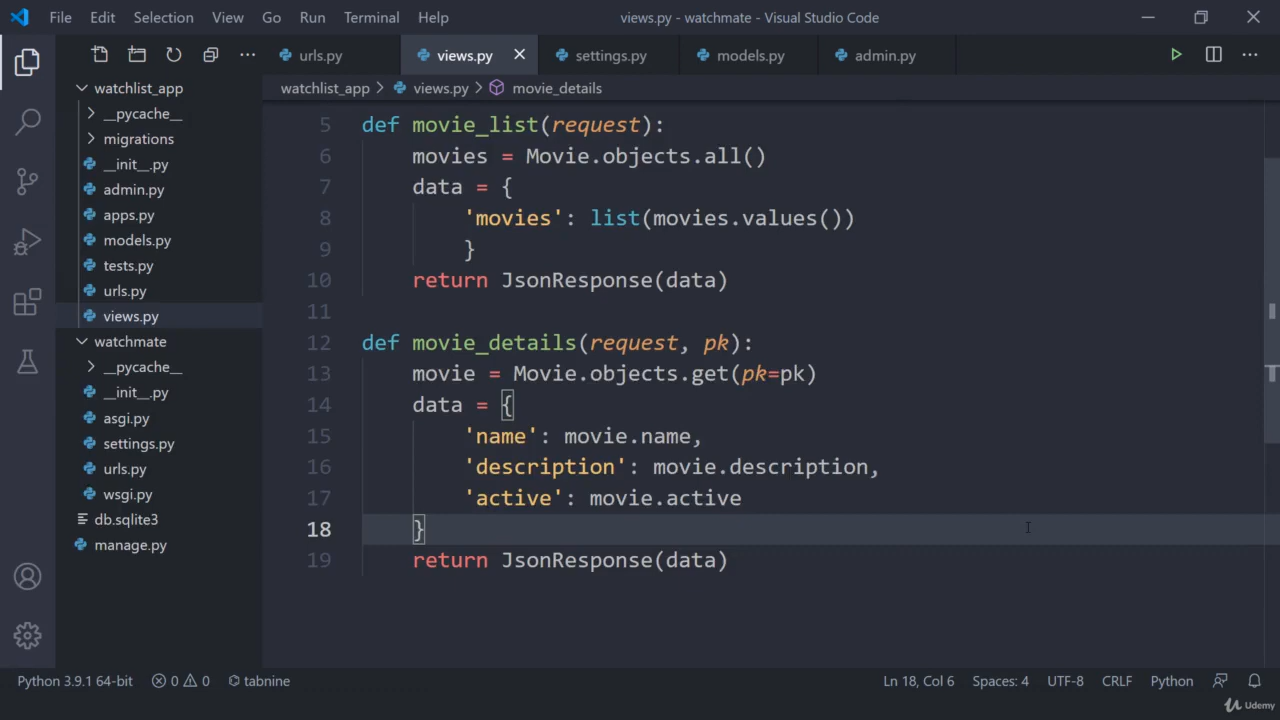 File Edit Selection View Go Run Terminal Help views.py - watchmate - Visual Studio Code
urls.py views.py settings.py models.py admin.py
watchlist_app > views.py > movie_details
watchlist_app
__pycache__
migrations
__init__.py
admin.py
apps.py
models.py
tests.py
urls.py
views.py
watchmate
__pycache__
__init__.py
asgi.py
settings.py
urls.py
wsgi.py
db.sqlite3
manage.py
5 def movie_list(request):
6 movies = Movie.objects.all()
7 data = {
8 'movies': list(movies.values())
9 }
10 return JsonResponse(data)
11
12 def movie_details(request, pk):
13 movie = Movie.objects.get(pk=pk)
14 data = {
15 'name': movie.name,
16 'description': movie.description,
17 'active': movie.active
18 }
19 return JsonResponse(data)
Python 3.9.1 64-bit 0 0 tabnine Ln 18, Col 6 Spaces: 4 UTF-8 CRLF Python
Udemy